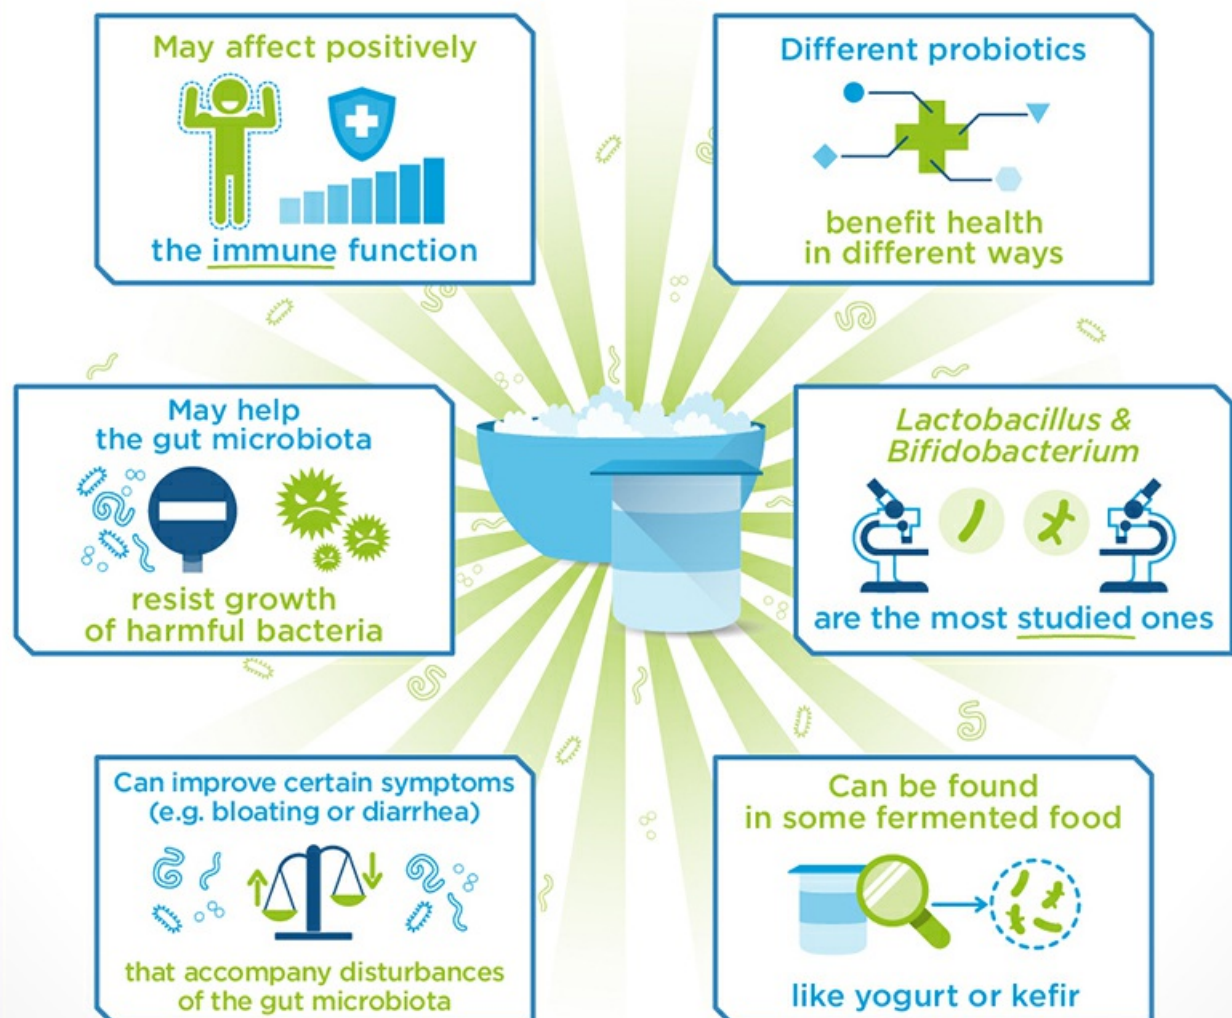 May affect positively
the immune function
Different probiotics
benefit health
in different ways
May help
the gut microbiota
resist growth
of harmful bacteria
Lactobacillus &
Bifidobacterium
are the most studied ones
Can improve certain symptoms
(e.g. bloating or diarrhea)
that accompany disturbances
of the gut microbiota
Can be found
in some fermented food
like yogurt or kefir